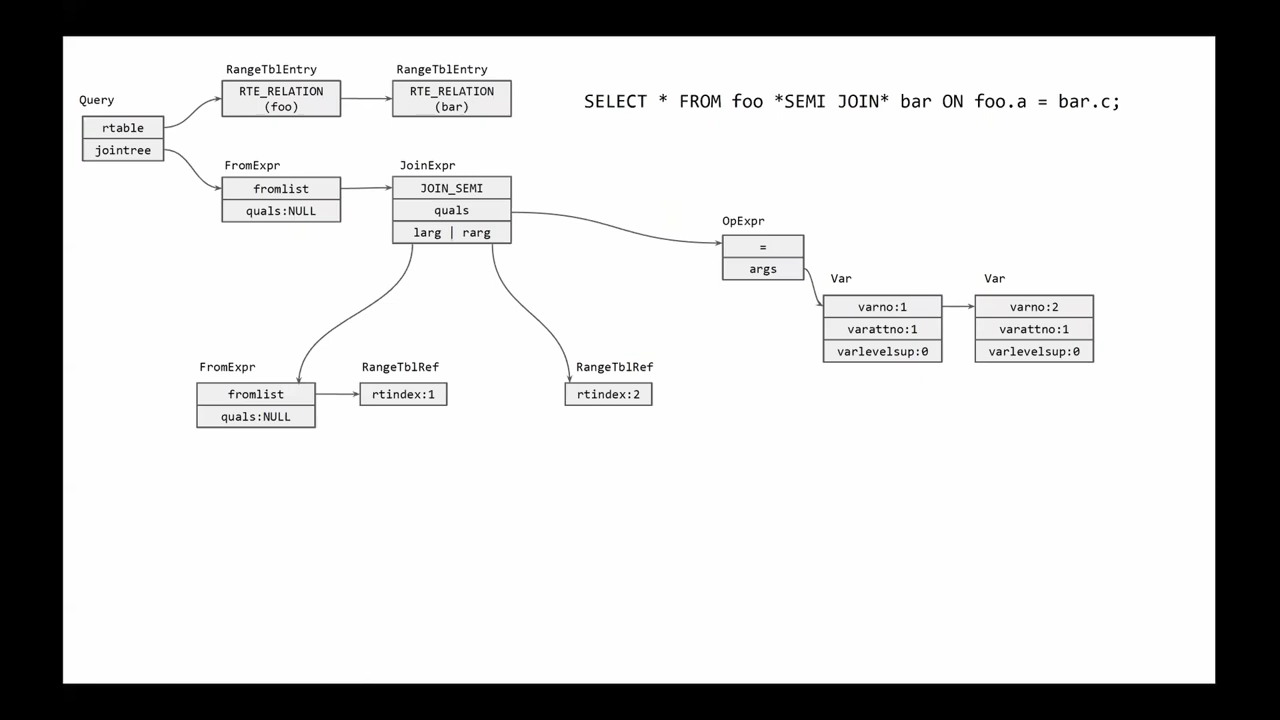 RangeTblEntry
RangeTblEntry
Query
RTE_RELATION
(foo)
RTE_RELATION
(bar)
SELECT * FROM foo *SEMI JOIN* bar ON foo.a = bar.c;
rtable
jointree
FromExpr
JoinExpr
fromlist
quals:NULL
JOIN_SEMI
quals
larg | rarg
OpExpr
=
args
Var
Var
varno:1
varattno:1
varlevelsup:0
varno:2
varattno:1
varlevelsup:0
FromExpr
RangeTblRef
RangeTblRef
fromlist
quals:NULL
rtindex:1
rtindex:2